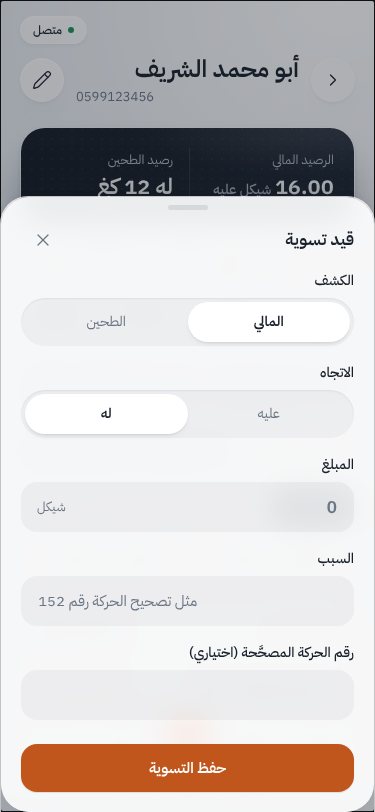 متصل
أبو محمد الشريف
0599123456
الرصيد المالي
16.00 شيكل عليه
رصيد الطحين
له 12 كغ
قيد تسوية
الكشف
المالي
الطحين
الاتجاه
عليه
له
المبلغ
0
شيكل
السبب
مثل تصحيح الحركة رقم 152
رقم الحركة المصحَّحة (اختياري)
حفظ التسوية